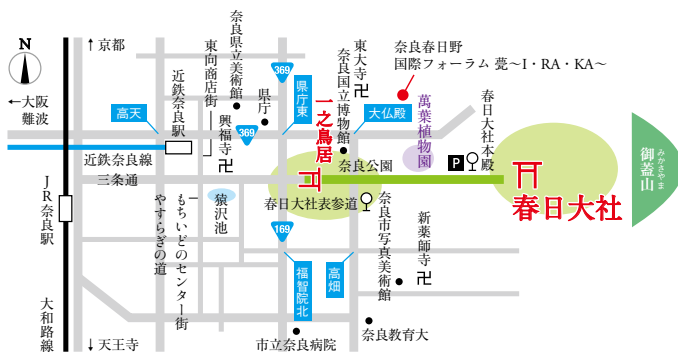 N
↑京都
←大阪
難波
高天
近鉄奈良駅
東向商店街
奈良県立美術館
県庁
興福寺
369
369
県庁東
一之鳥居
奈良国立博物館
東大寺
大仏殿
奈良春日野
国際フォーラム 甍～I・RA・KA～
萬葉植物園
春日大社本殿
P
みかさやま
御蓋山
近鉄奈良線
三条通
奈良公園
春日大社
春日大社表参道
JR奈良駅
やすらぎの道
もちいどのセンター街
猿沢池
169
福智院北
高畑
奈良市写真美術館
新薬師寺
大和路線
↓天王寺
市立奈良病院
奈良教育大